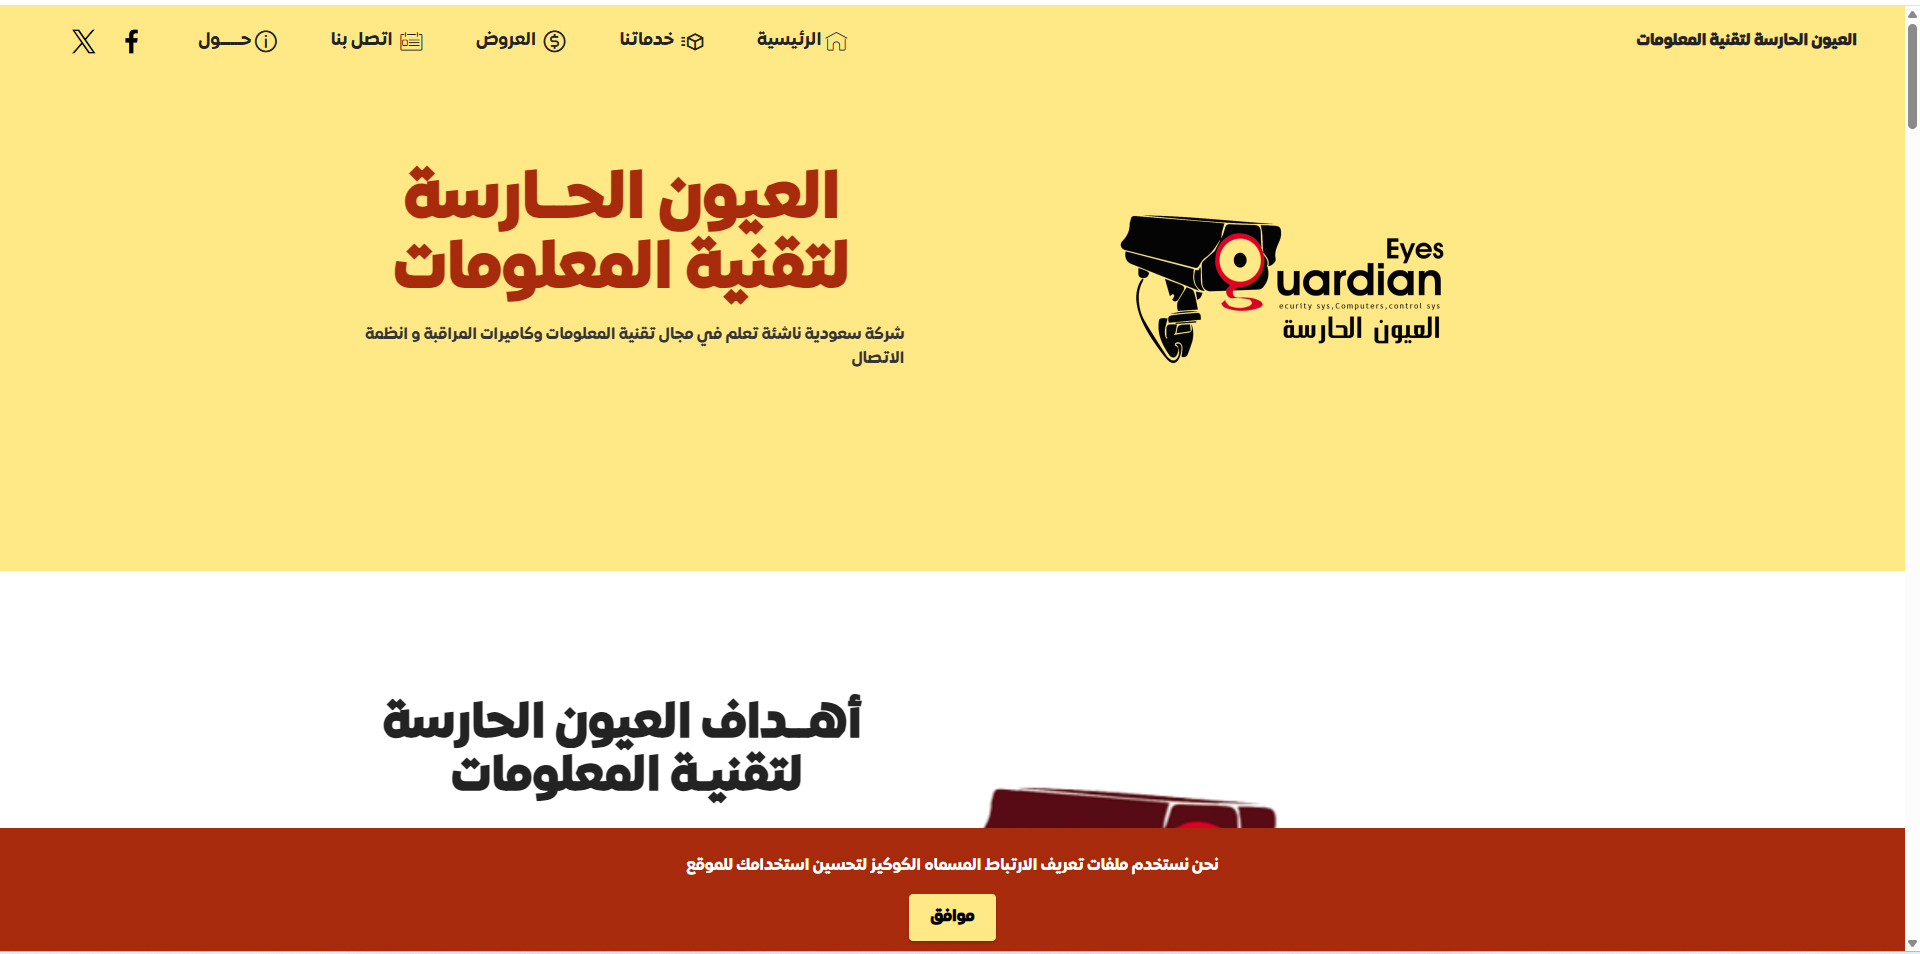 العيون الحارسة لتقنية المعلومات
الرئيسية
خدماتنا
العروض
اتصل بنا
حـــول
Eyes
guardian
ecurity sys,Computers,control sys
العيون الحارسة
العيون الحــارسة
لتقنية المعلومات
شركة سعودية ناشئة تعلم في مجال تقنية المعلومات وكاميرات المراقبة و انظمة
الاتصال
أهــداف العيون الحارسة
لتقنيـة المعلومات
نحن نستخدم ملفات تعريف الارتباط المسماه الكوكيز لتحسين استخدامك للموقع
موافق